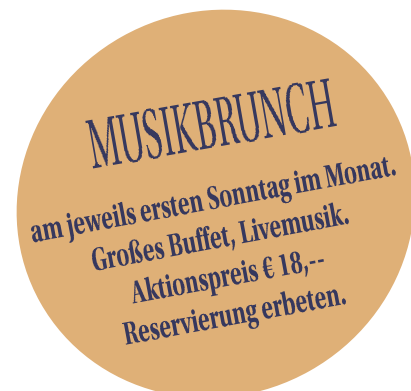 MUSIKBRUNCH
am jeweils ersten Sonntag im Monat.
Großes Buffet, Livemusik.
Aktionspreis € 18,--
Reservierung erbeten.